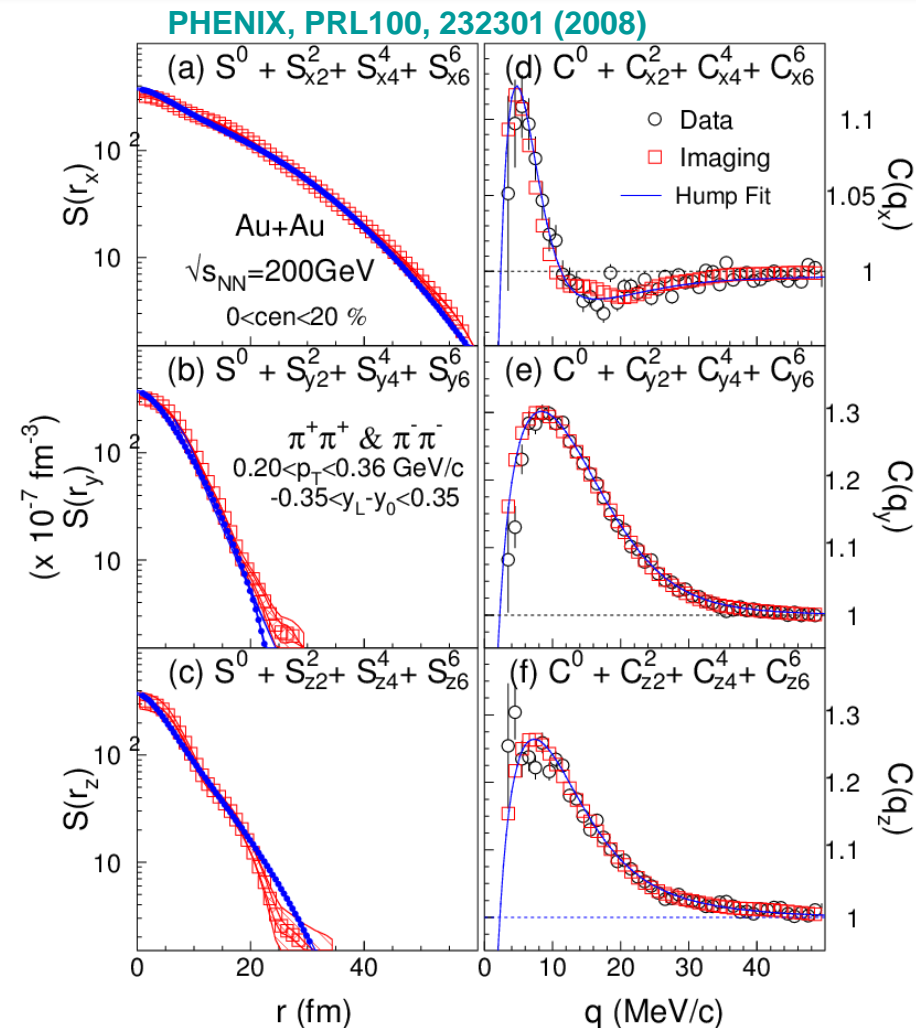 PHENIX, PRL100, 232301 (2008)
(a) S⁰ + S²ₓ₂ + S⁴ₓ₄ + S⁶ₓ₆
S(rₓ)
10²
10
Au+Au
√sNN=200GeV
0<cen<20 %
(d) C⁰ + C²ₓ₂ + C⁴ₓ₄ + C⁶ₓ₆
Data
Imaging
Hump Fit
1.1
1.05
1
C(qₓ)
(b) S⁰ + S²y2 + S⁴y4 + S⁶y6
(x 10⁻⁷ fm⁻³)
S(ry)
10²
10
π⁺π⁺ & π⁻π⁻
0.20<pT<0.36 GeV/c
-0.35<yL-y0<0.35
(e) C⁰ + C²y2 + C⁴y4 + C⁶y6
1.3
1.2
1.1
1
C(qy)
(c) S⁰ + S²z2 + S⁴z4 + S⁶z6
S(rz)
10²
10
(f) C⁰ + C²z2 + C⁴z4 + C⁶z6
1.3
1.2
1.1
1
C(qz)
0 20 40
r (fm)
0 10 20 30 40
q (MeV/c)